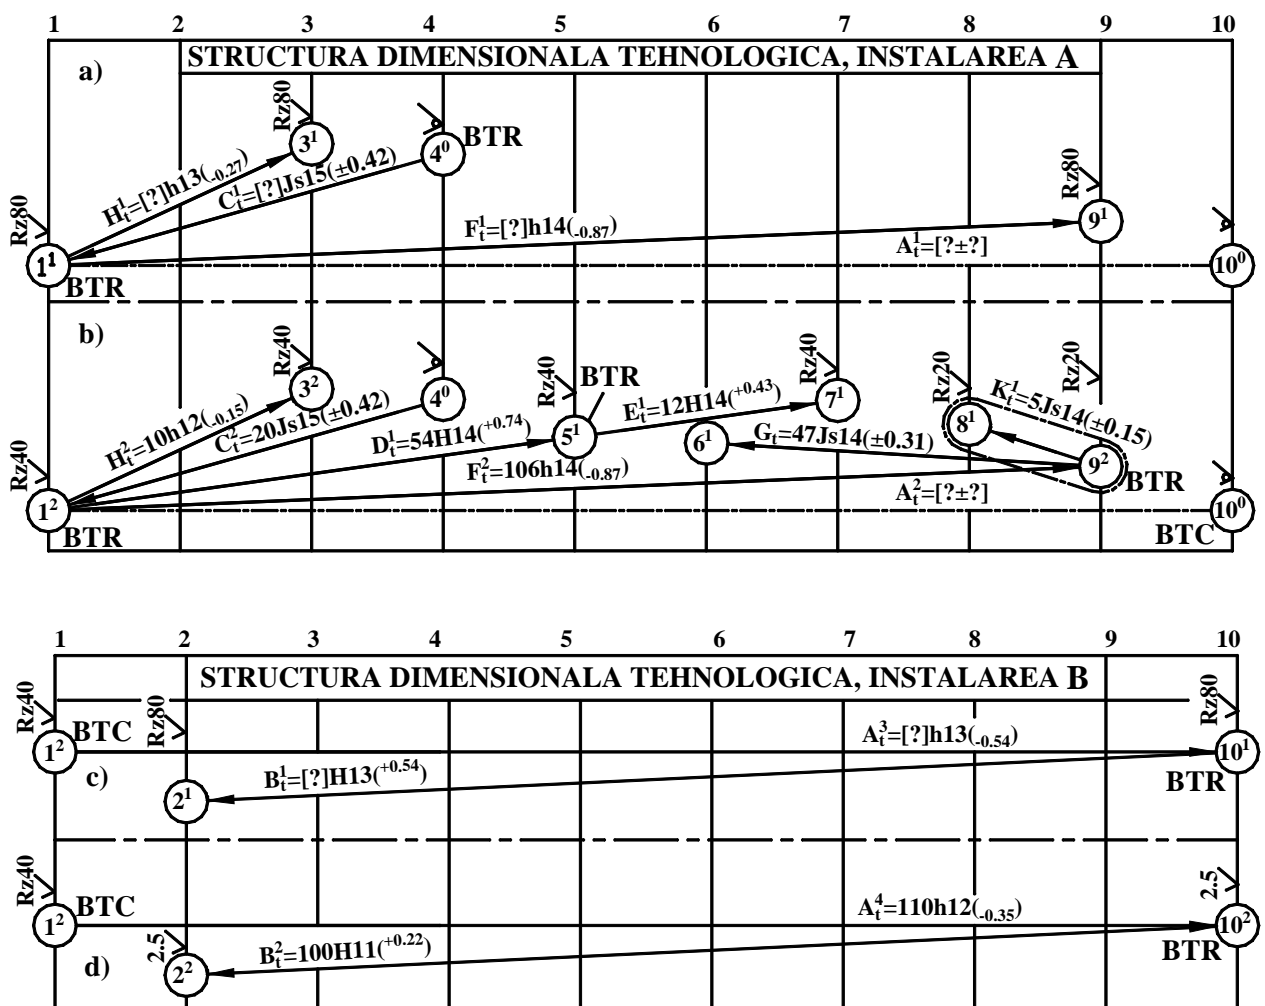 1 2 3 4 5 6 7 8 9 10
STRUCTURA DIMENSIONALA TEHNOLOGICA, INSTALAREA A
a)
Rz80
3¹
4⁰
BTR
H¹t=[?]h13(-0.27)
C¹t=[?]Js15(±0.42)
Rz80
Rz80
F¹t=[?]h14(-0.87)
9¹
A¹t=[?±?]
1¹
BTR
10⁰
b)
Rz40
3²
4⁰
Rz40
BTR
Rz40
Rz20
Rz20
H²t=10h12(-0.15)
C²t=20Js15(±0.42)
D¹t=54H14(+0.74)
5¹
E¹t=12H14(+0.43)
7¹
6¹
Gt=47Js14(±0.31)
8¹
K¹t=5Js14(±0.15)
Rz40
F²t=106h14(-0.87)
9²
BTR
A²t=[?±?]
1²
BTR
10⁰
BTC
1 2 3 4 5 6 7 8 9 10
STRUCTURA DIMENSIONALA TEHNOLOGICA, INSTALAREA B
Rz40
Rz80
Rz80
1²
BTC
A³t=[?]h13(-0.54)
10¹
BTR
c)
2¹
B¹t=[?]H13(+0.54)
Rz40
2.5
1²
BTC
A⁴t=110h12(-0.35)
10²
BTR
2.5
d)
2²
B²t=100H11(+0.22)